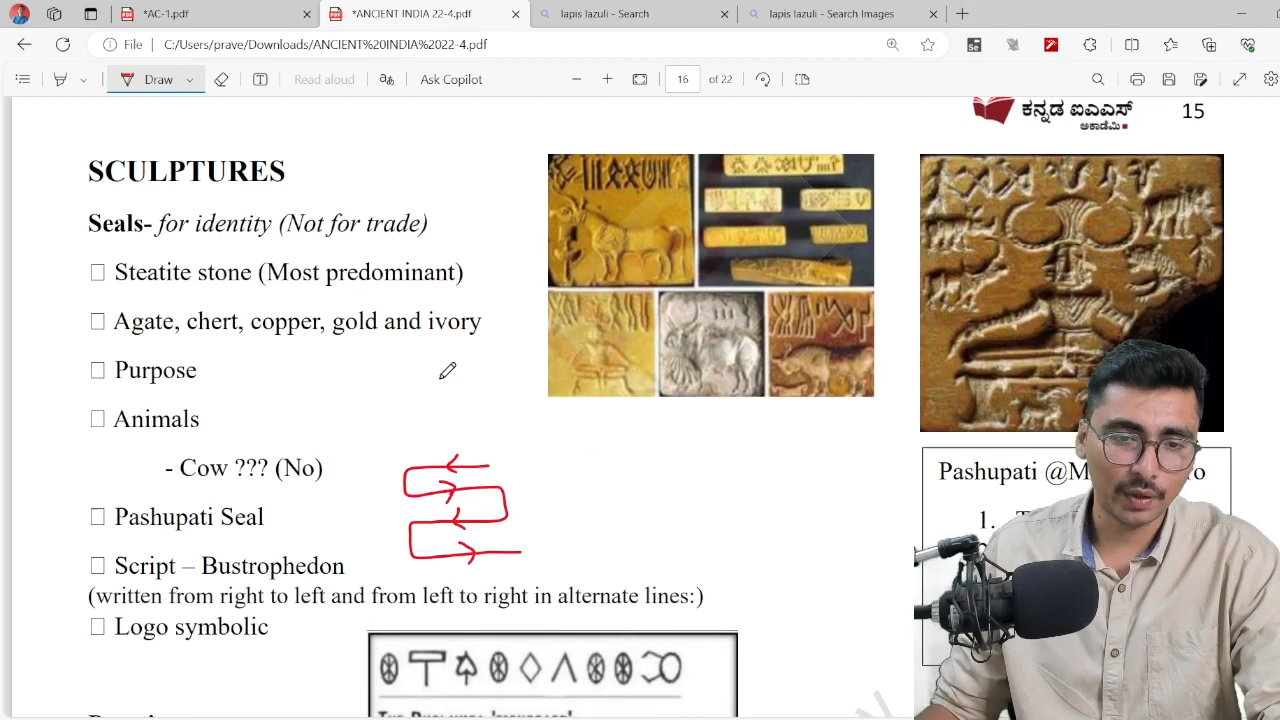 *AC-1.pdf
*ANCIENT INDIA 22-4.pdf
lapis lazuli - Search
lapis lazuli - Search Images
File
C:/Users/prave/Downloads/ANCIENT%20INDIA%2022-4.pdf
Draw
Read aloud
Ask Copilot
16
of 22
ಕನ್ನಡ ಐಎಎಸ್
ಅಕಾಡೆಮಿ
15
SCULPTURES
Seals- for identity (Not for trade)
Steatite stone (Most predominant)
Agate, chert, copper, gold and ivory
Purpose
Animals
- Cow ??? (No)
Pashupati Seal
Script – Bustrophedon
(written from right to left and from left to right in alternate lines:)
Logo symbolic
Pashupati
1.